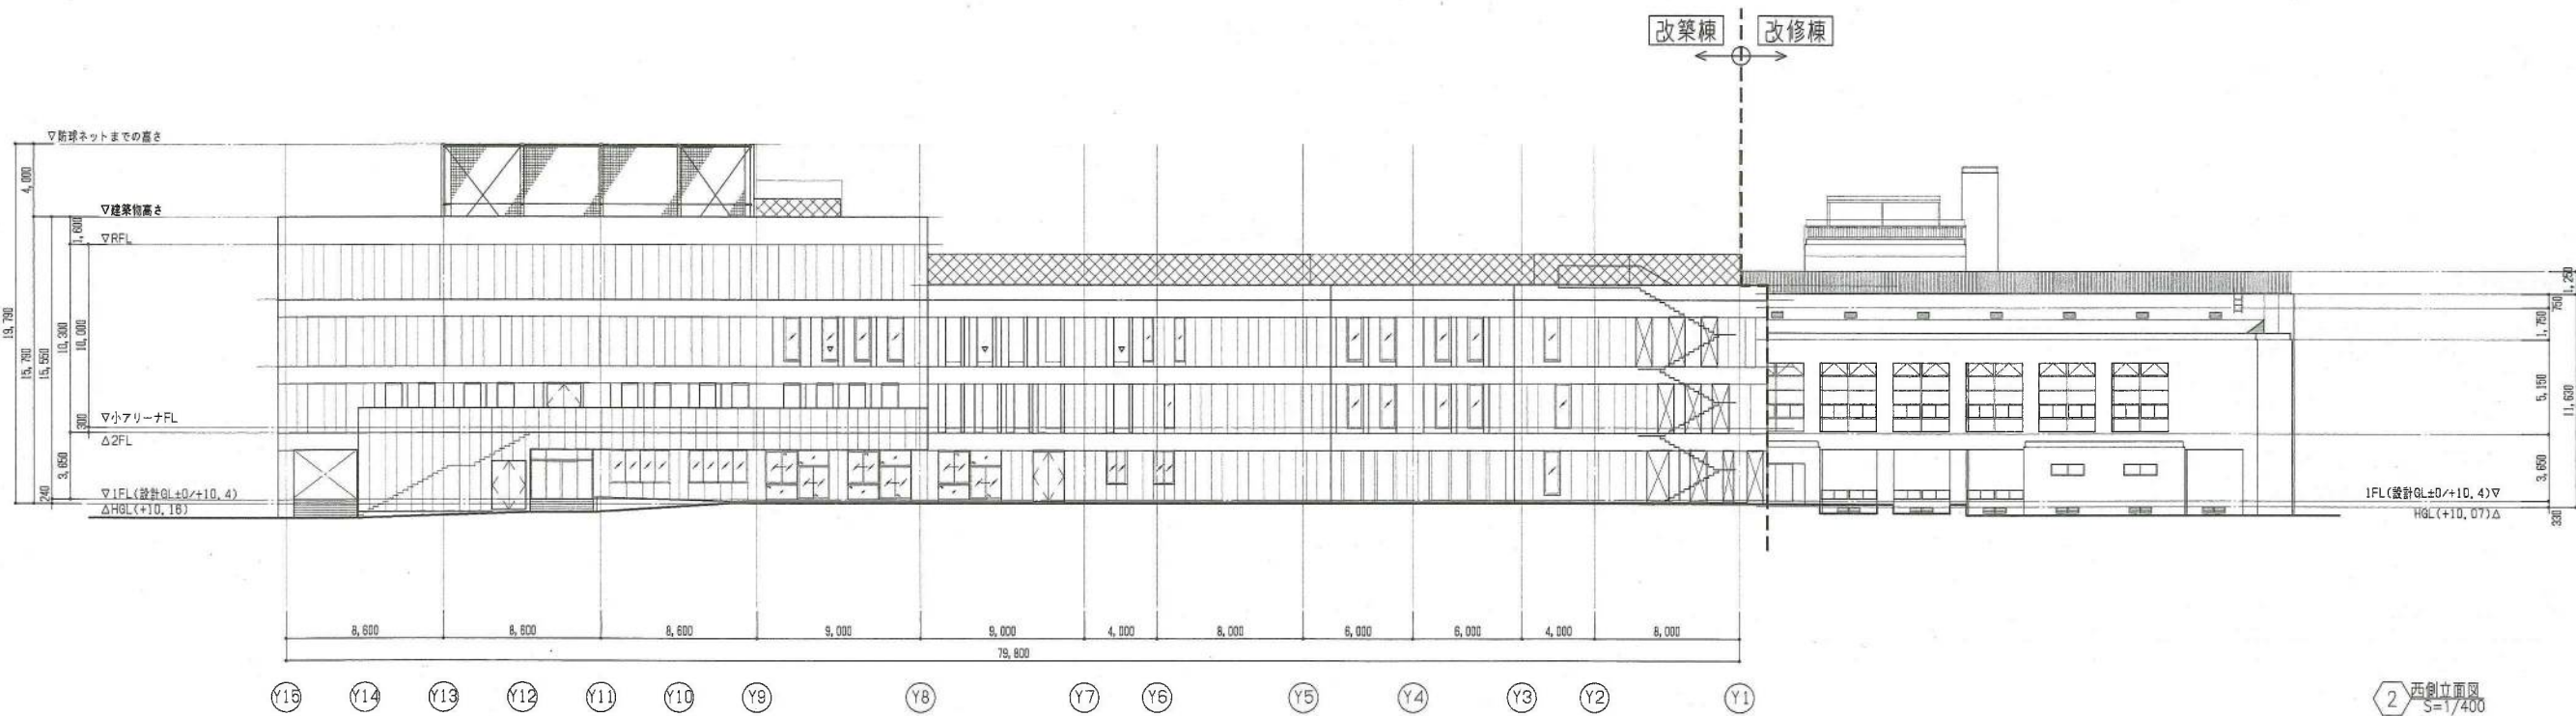 改築棟 改修棟
▽防球ネットまでの高さ
4,000
▽建築物高さ
1,600
▽RFL
19,790
15,790
15,550
10,300
10,000
300
▽小アリーナFL
△2FL
3,650
240
▽1FL(設計GL±0/+10.4)
△HGL(+10.16)
1,250
750
1,750
5,150
11,630
3,650
1FL(設計GL±0/+10.4)▽
HGL(+10.07)△
330
8,600 8,600 8,600 9,000 9,000 4,000 8,000 6,000 6,000 4,000 8,000
79,800
Y15 Y14 Y13 Y12 Y11 Y10 Y9 Y8 Y7 Y6 Y5 Y4 Y3 Y2 Y1
2 西側立面図
S=1/400